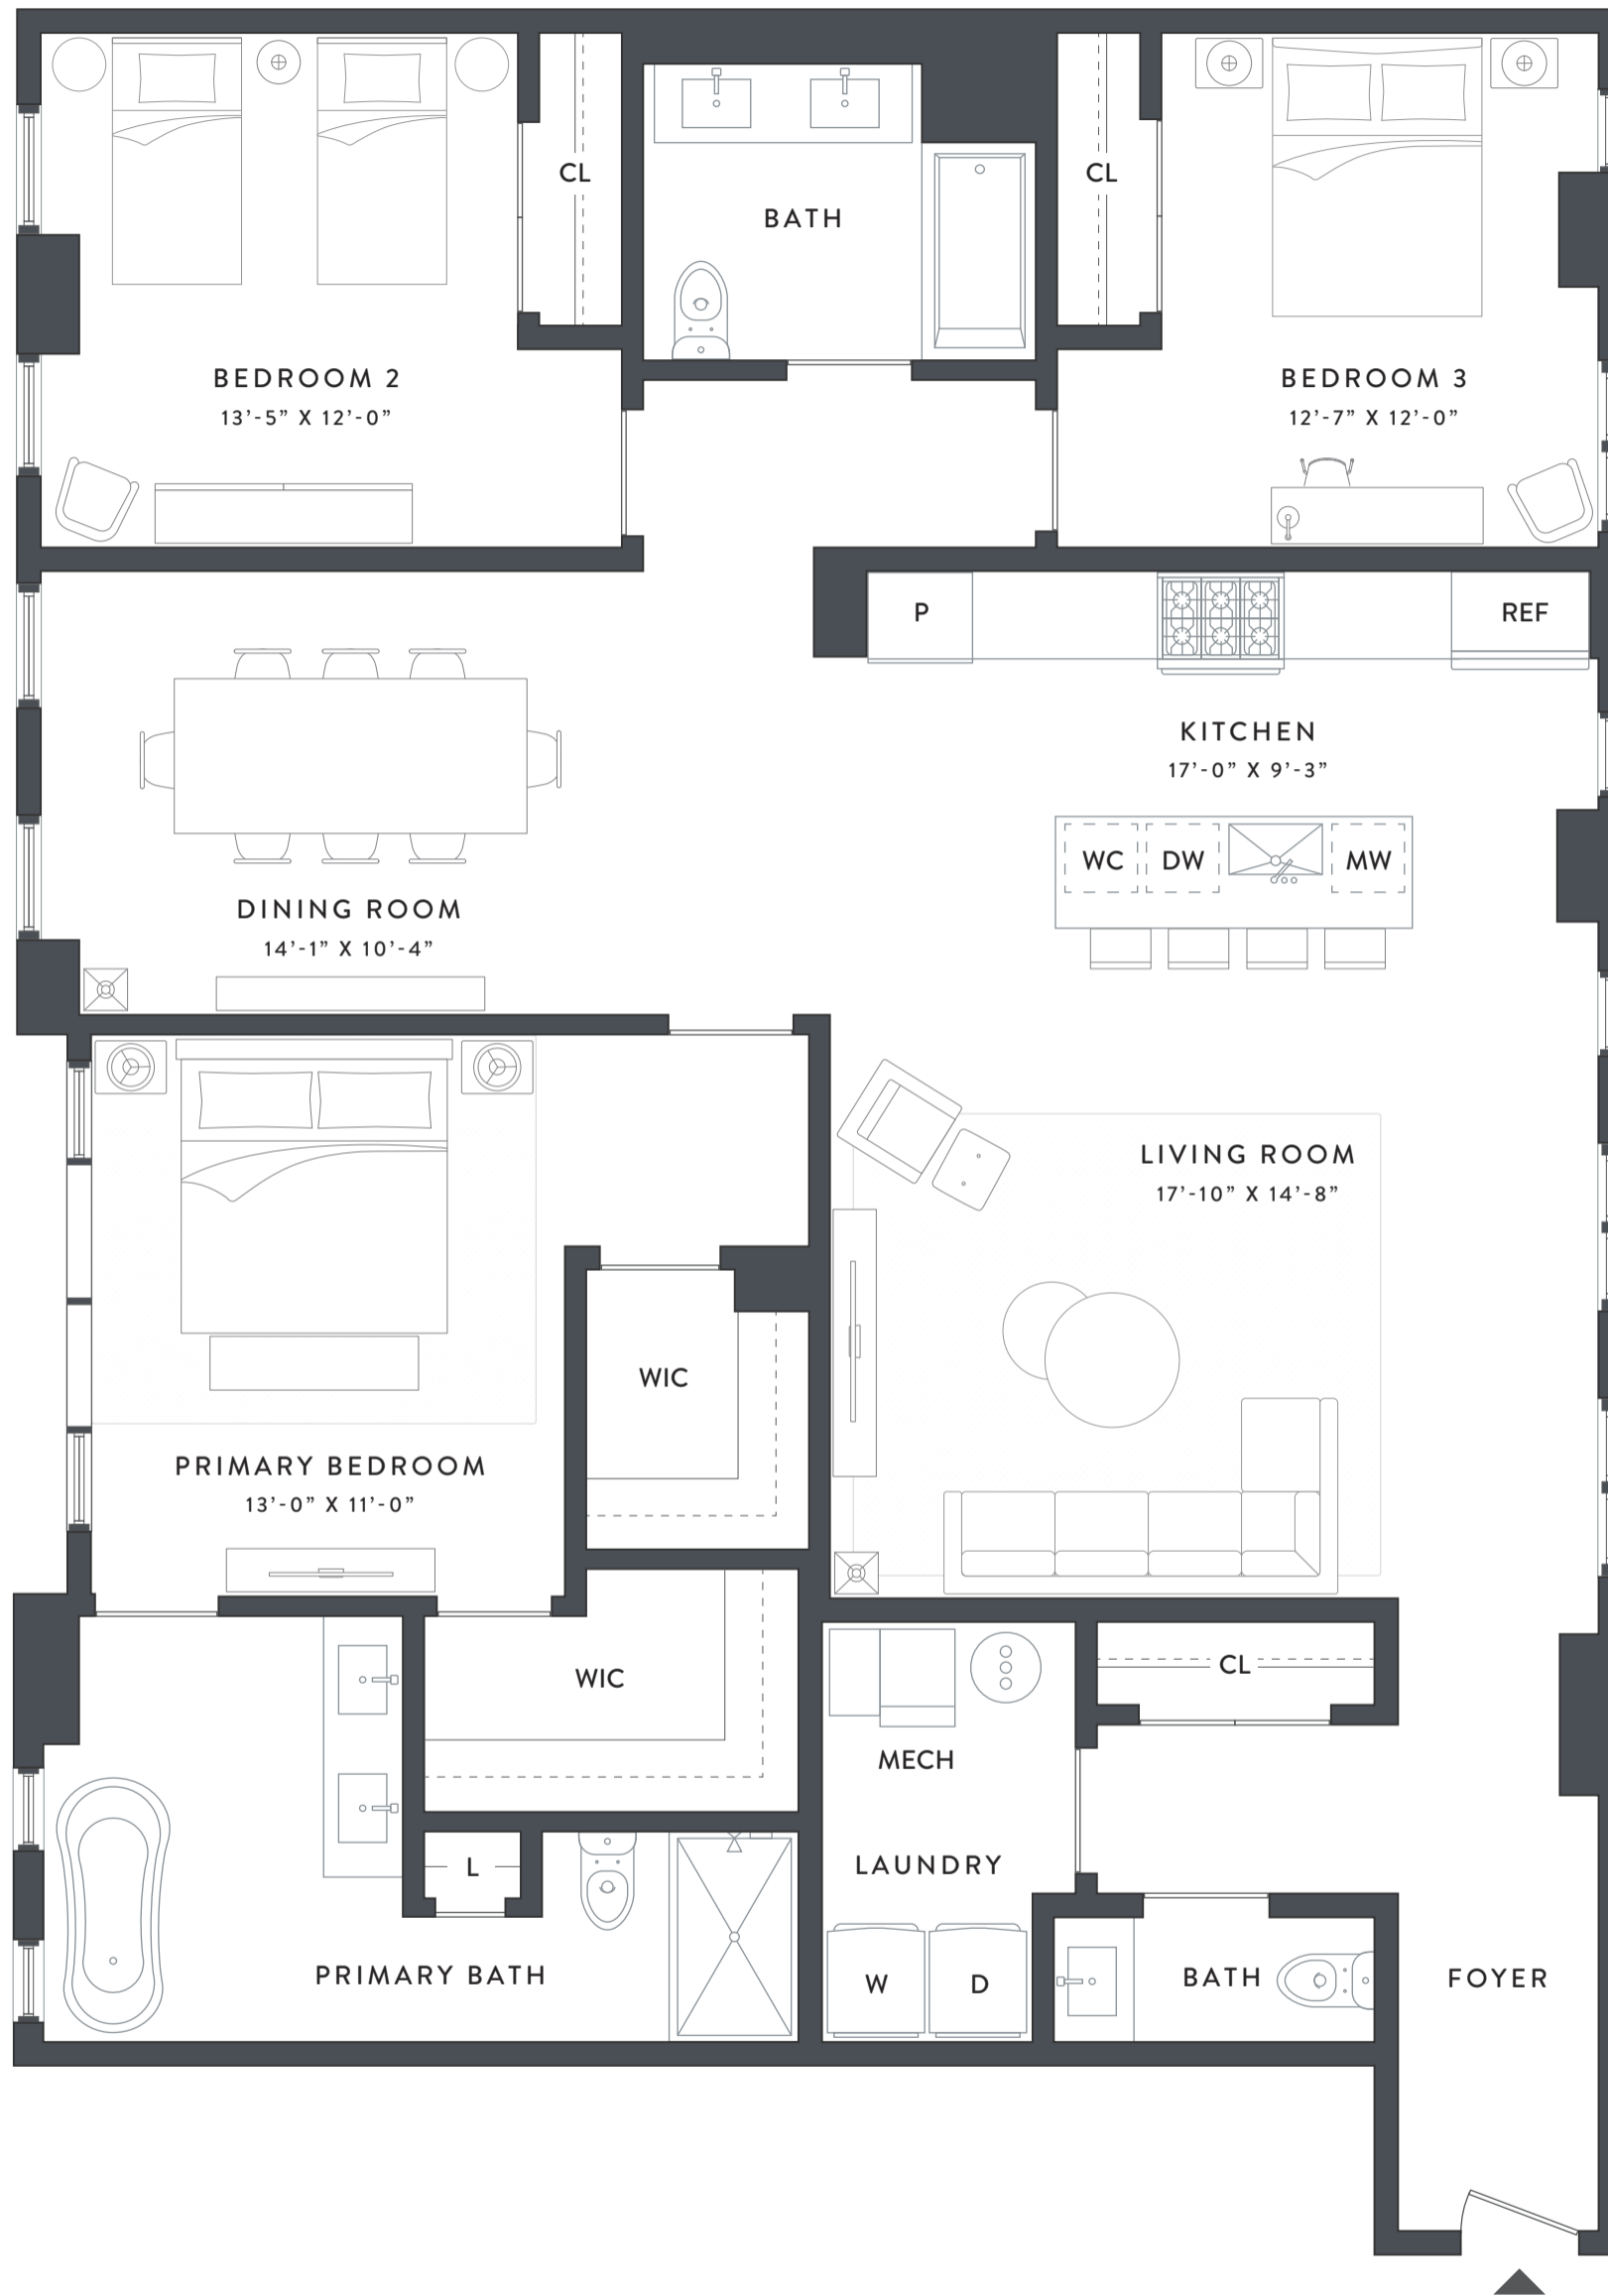 CL
CL
BATH
BEDROOM 2
13’-5” X 12’-0”
BEDROOM 3
12’-7” X 12’-0”
P
REF
KITCHEN
17’-0” X 9’-3”
WC
DW
MW
DINING ROOM
14’-1” X 10’-4”
LIVING ROOM
17’-10” X 14’-8”
WIC
PRIMARY BEDROOM
13’-0” X 11’-0”
WIC
CL
MECH
L
LAUNDRY
PRIMARY BATH
W
D
BATH
FOYER